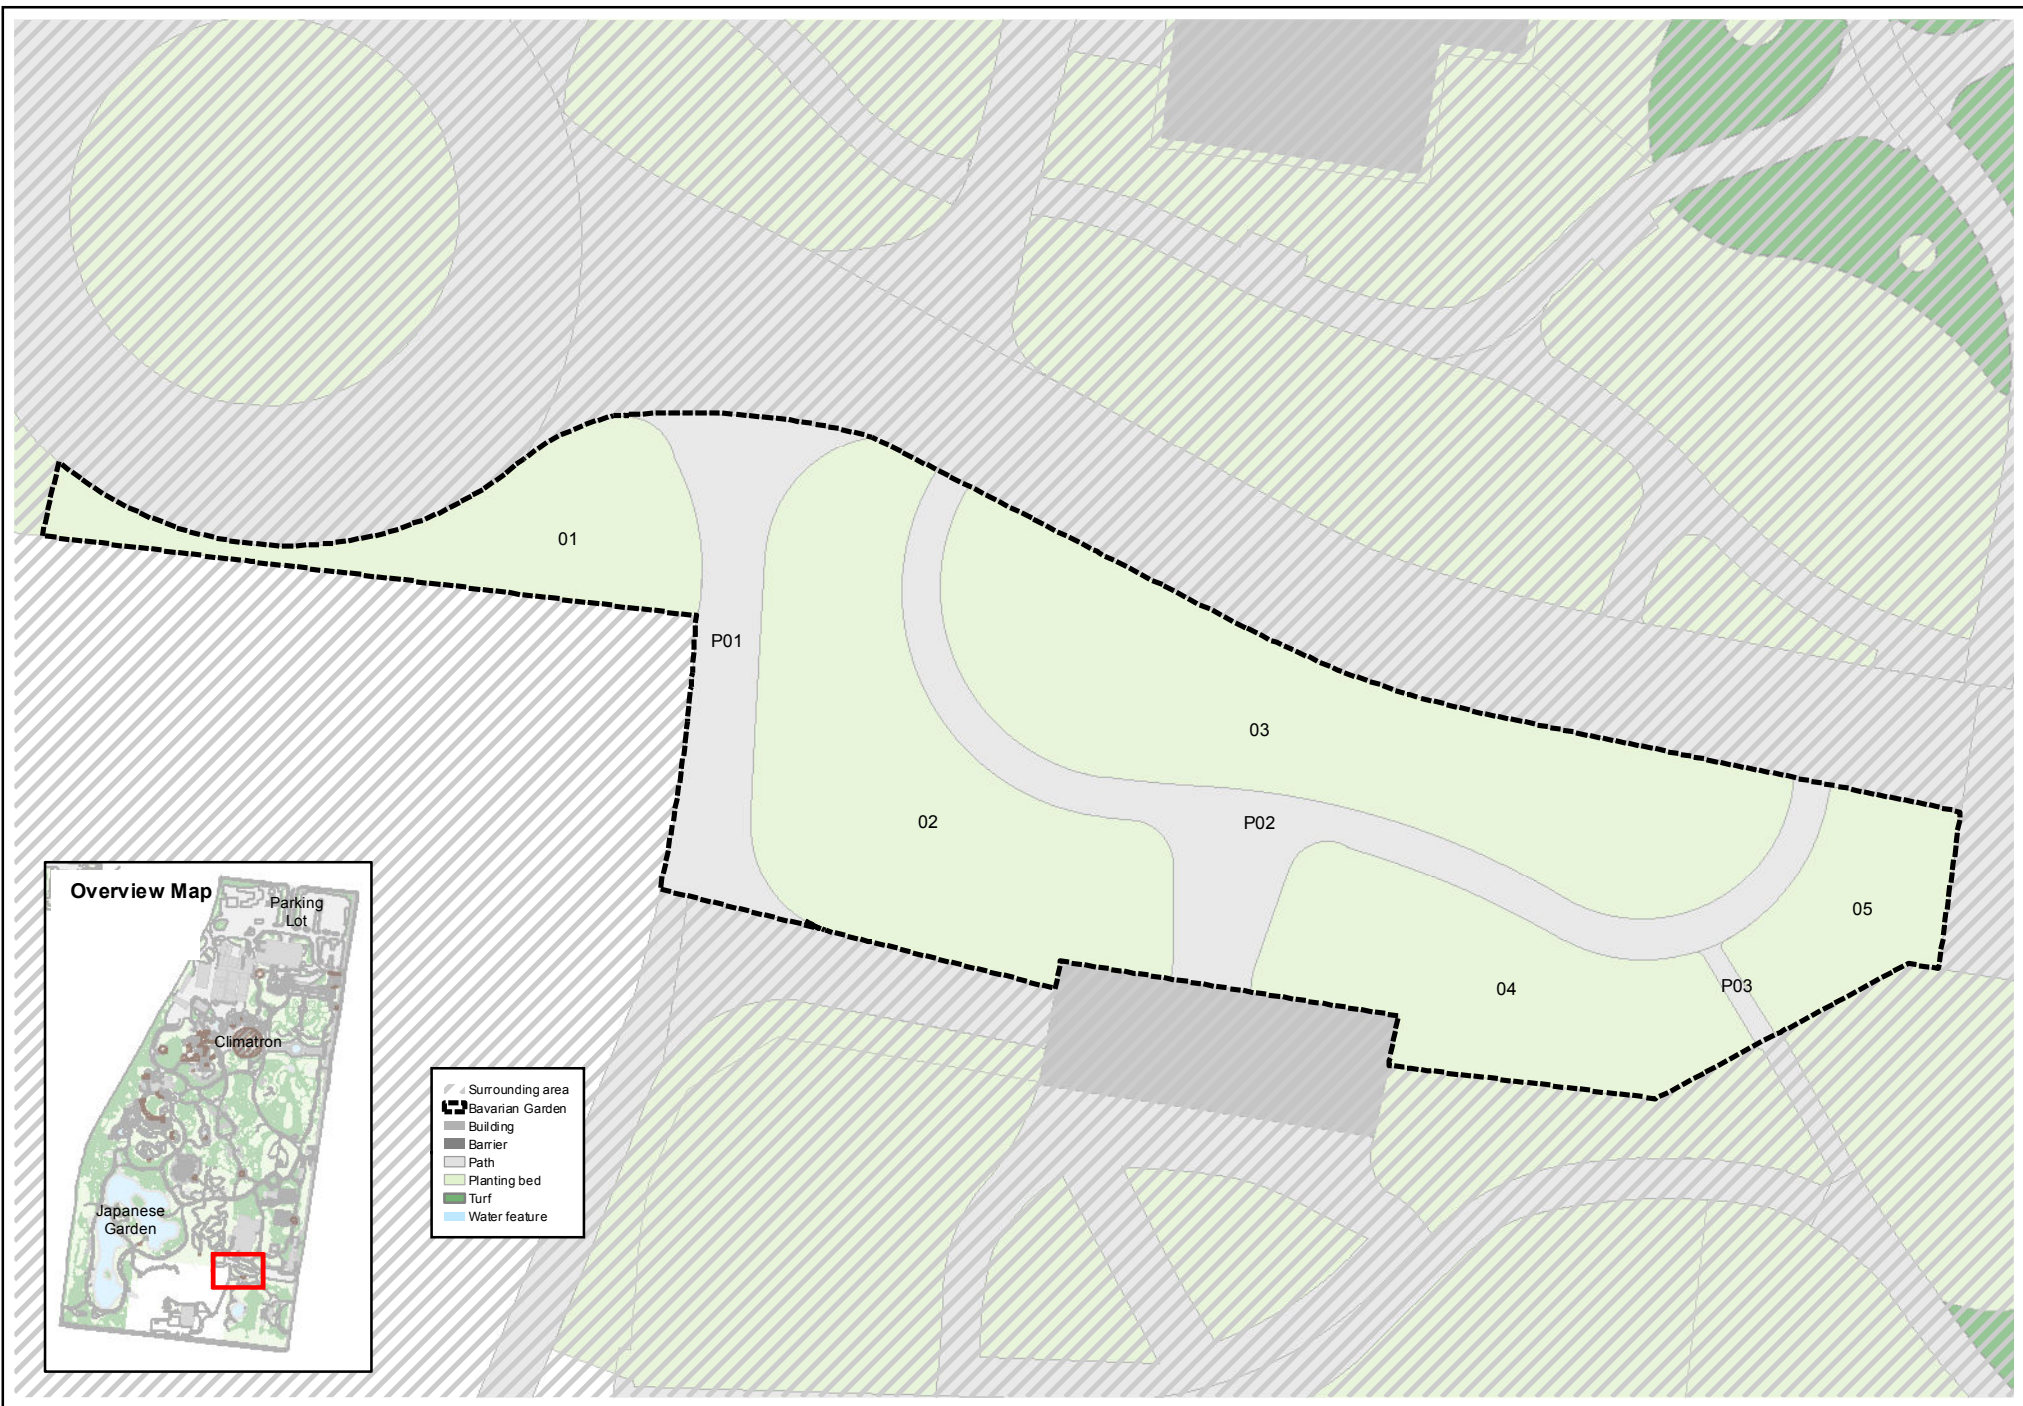 01
P01
03
02
P02
05
04
P03
Overview Map
Parking
Lot
Climatron
Japanese
Garden
Surrounding area
Bavarian Garden
Building
Barrier
Path
Planting bed
Turf
Water feature